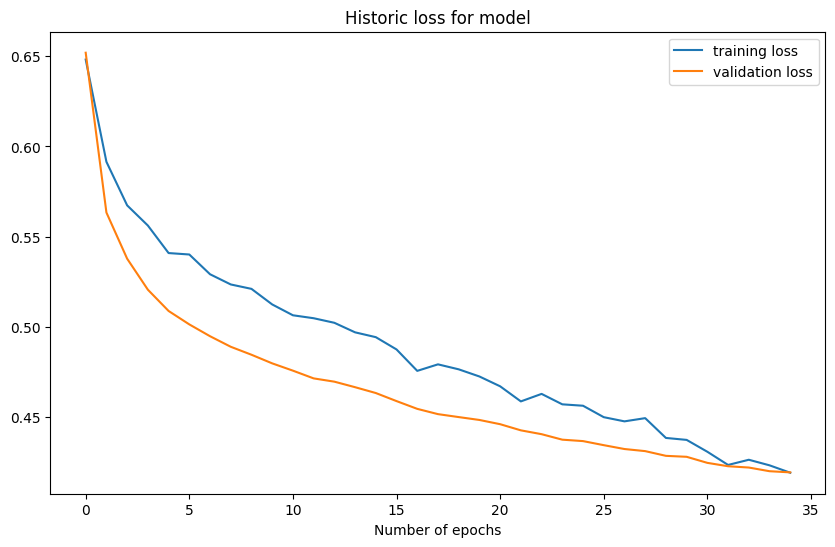 Historic loss for model
training loss
validation loss
0.65
0.60
0.55
0.50
0.45
0 5 10 15 20 25 30 35
Number of epochs